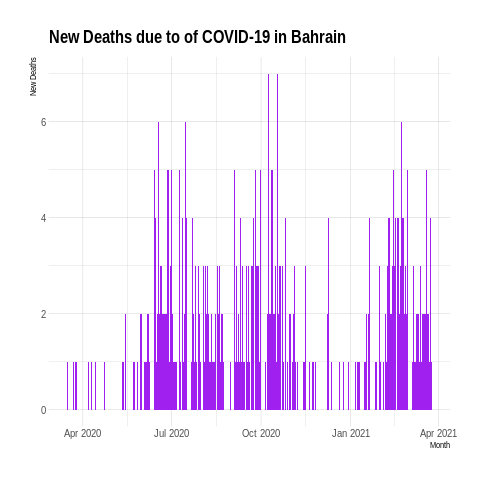 New Deaths due to of COVID-19 in Bahrain
New Deaths
6
4
2
0
Apr 2020 Jul 2020 Oct 2020 Jan 2021 Apr 2021
Month